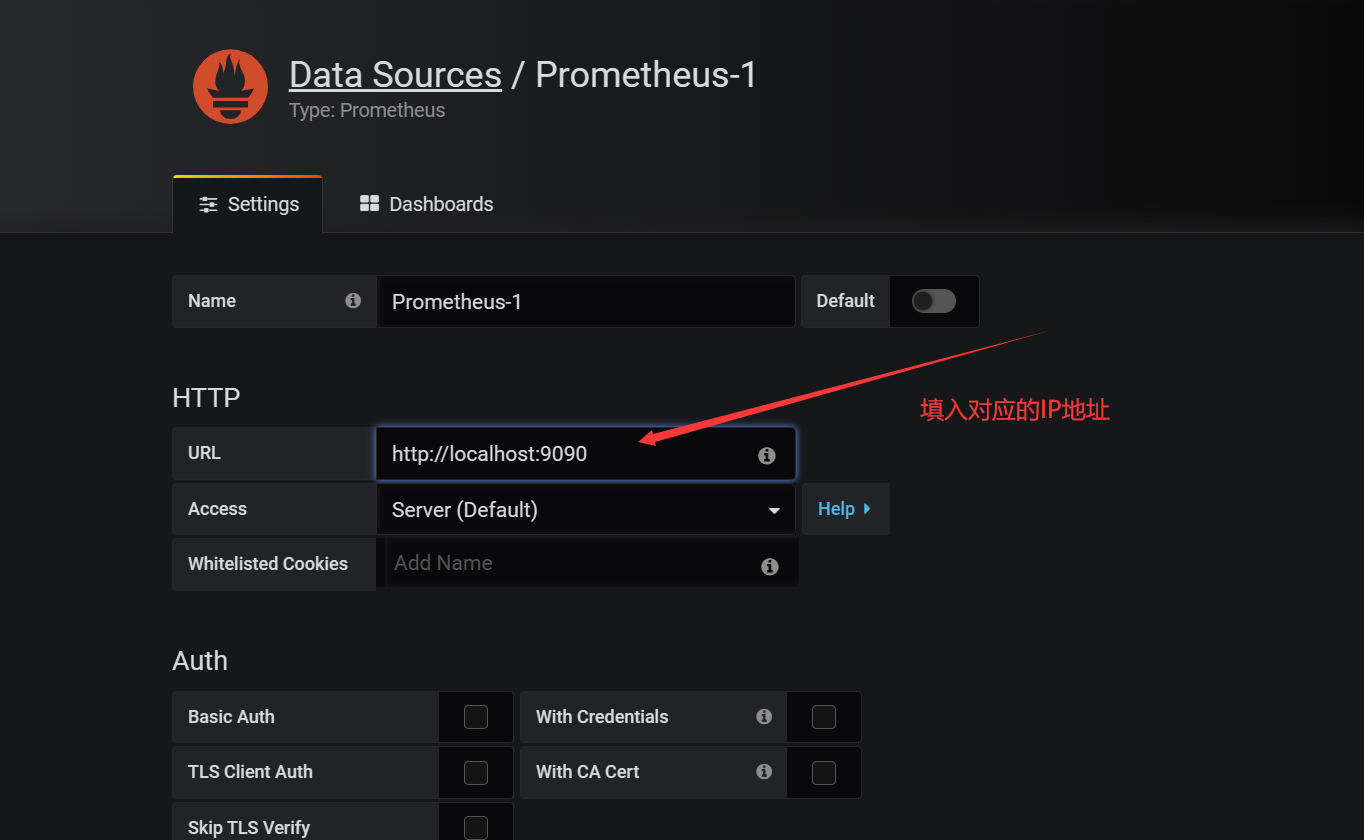 Data Sources / Prometheus-1
Type: Prometheus
Settings
Dashboards
Name
Prometheus-1
Default
HTTP
填入对应的IP地址
URL
http://localhost:9090
Access
Server (Default)
Help
Whitelisted Cookies
Add Name
Auth
Basic Auth
With Credentials
TLS Client Auth
With CA Cert
Skip TLS Verify